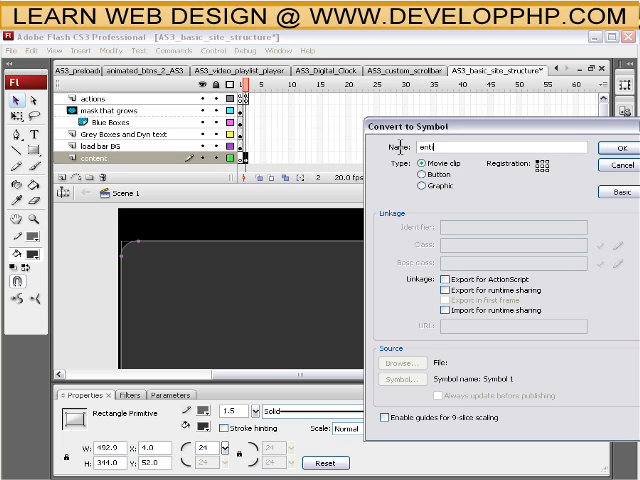 LEARN WEB DESIGN @ WWW.DEVELOPPHP.COM
Adobe Flash CS3 Professional - [AS3_basic_site_structure*]
File Edit View Insert Modify Text Commands Control Debug Window Help
AS3_preload animated_btns_2_AS3 AS3_video_playlist_player AS3_Digital_Clock AS3_custom_scrollbar AS3_basic_site_structure*
actions
mask that grows
Blue Boxes
Grey Boxes and Dyn text
load bar BG
content
2 20.0 fps
Scene 1
Convert to Symbol
Name: enti
OK
Type: Movie clip Registration:
Cancel
Button
Graphic
Basic
Linkage
Identifier:
Class:
Base class:
Linkage: Export for ActionScript
Export for runtime sharing
Export in first frame
Import for runtime sharing
URL:
Source
Browse... File:
Symbol... Symbol name: Symbol 1
Always update before publishing
Enable guides for 9-slice scaling
Properties Filters Parameters
Rectangle Primitive 1.5 Solid
Stroke hinting Scale: Normal
W: 492.9 X: 4.0 24 24
H: 344.0 Y: 52.0 24 24 Reset